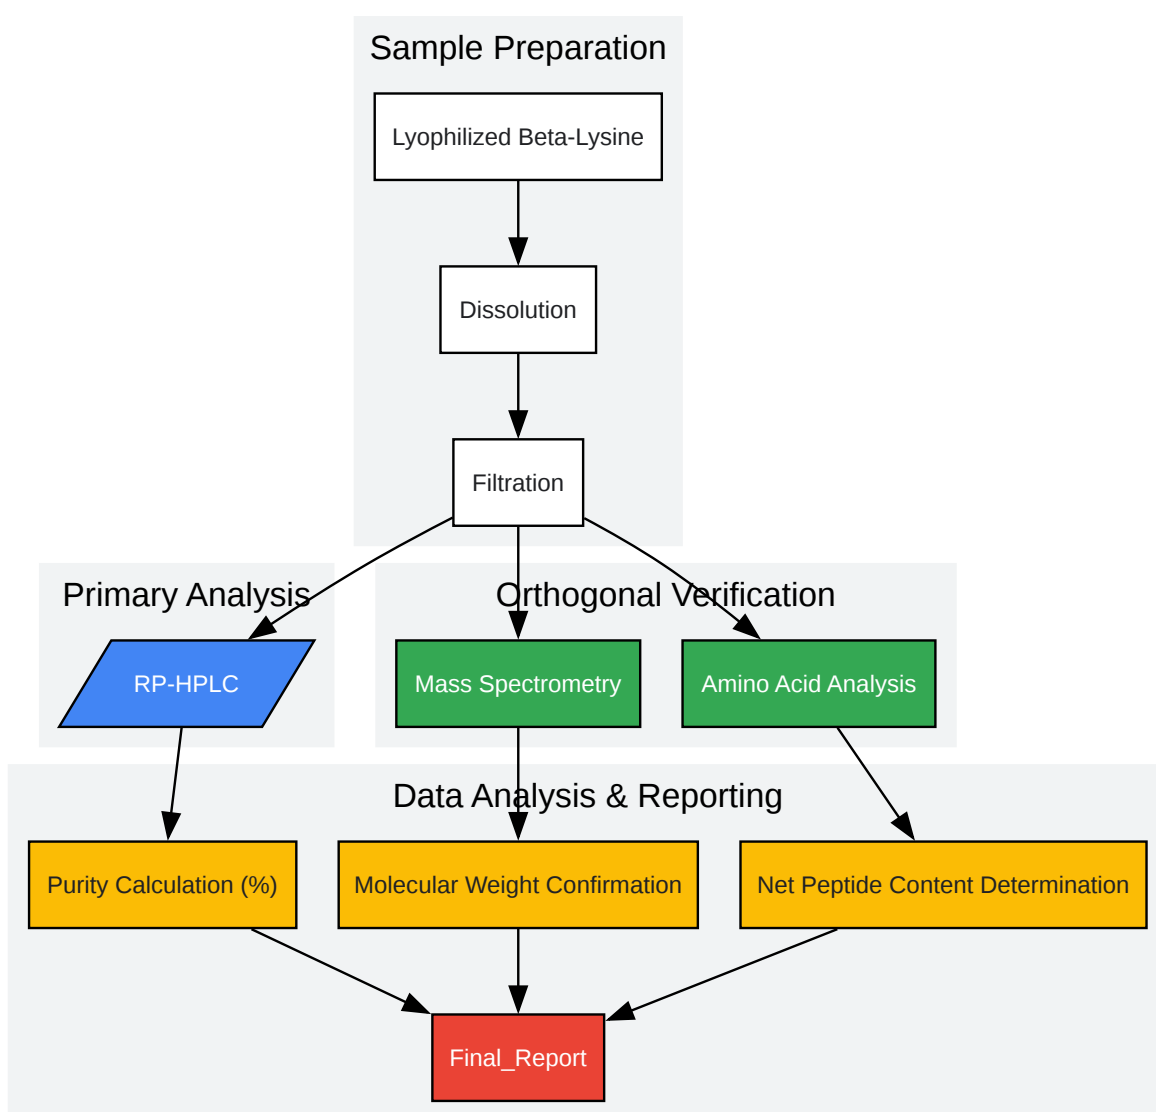 Sample Preparation
Lyophilized Beta-Lysine
Dissolution
Filtration
Primary Analysis
Orthogonal Verification
RP-HPLC
Mass Spectrometry
Amino Acid Analysis
Data Analysis & Reporting
Purity Calculation (%)
Molecular Weight Confirmation
Net Peptide Content Determination
Final_Report